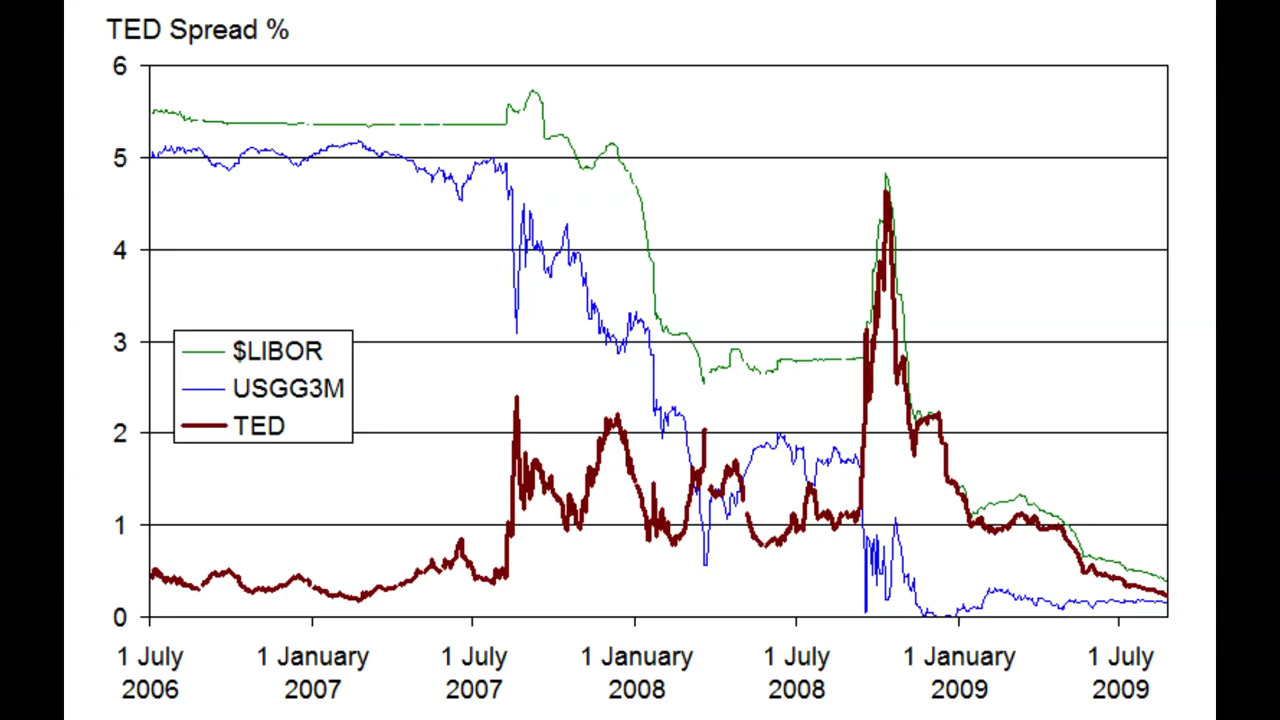 TED Spread %
6
5
4
3
2
1
0
$LIBOR
USGG3M
TED
1 July 2006
1 January 2007
1 July 2007
1 January 2008
1 July 2008
1 January 2009
1 July 2009